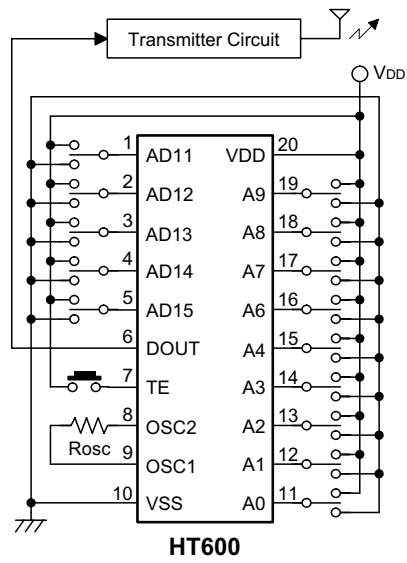 Transmitter Circuit
VDD
1 AD11 VDD 20
2 AD12 A9 19
3 AD13 A8 18
4 AD14 A7 17
5 AD15 A6 16
6 DOUT A4 15
7 TE A3 14
8 OSC2 A2 13
Rosc
9 OSC1 A1 12
10 VSS A0 11
HT600